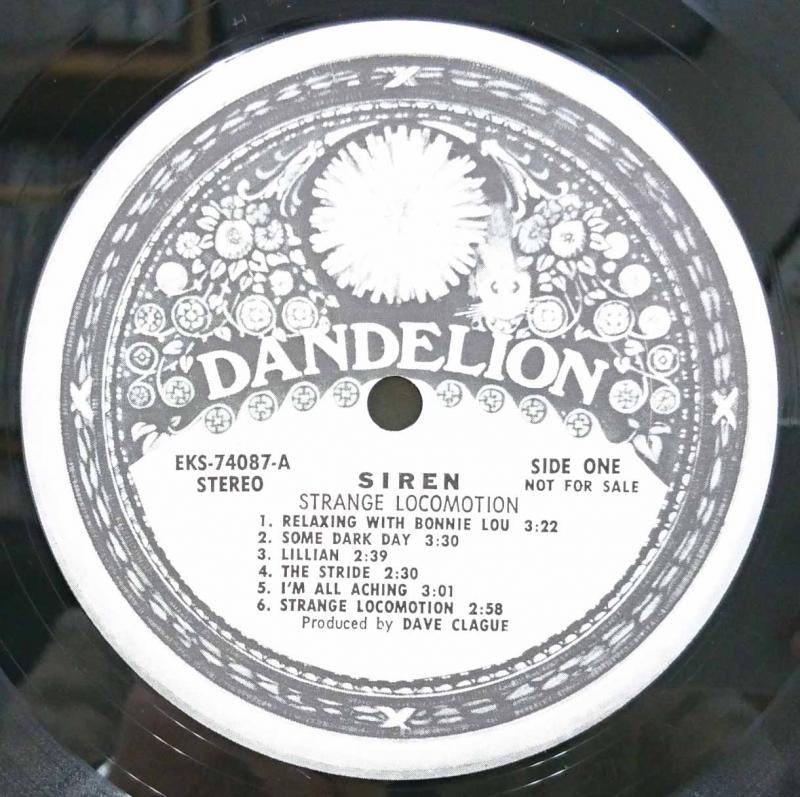 DANDELION
EKS-74087-A
STEREO
SIDE ONE
NOT FOR SALE
SIREN
STRANGE LOCOMOTION
1. RELAXING WITH BONNIE LOU 3:22
2. SOME DARK DAY 3:30
3. LILLIAN 2:39
4. THE STRIDE 2:30
5. I'M ALL ACHING 3:01
6. STRANGE LOCOMOTION 2:58
Produced by DAVE CLAGUE